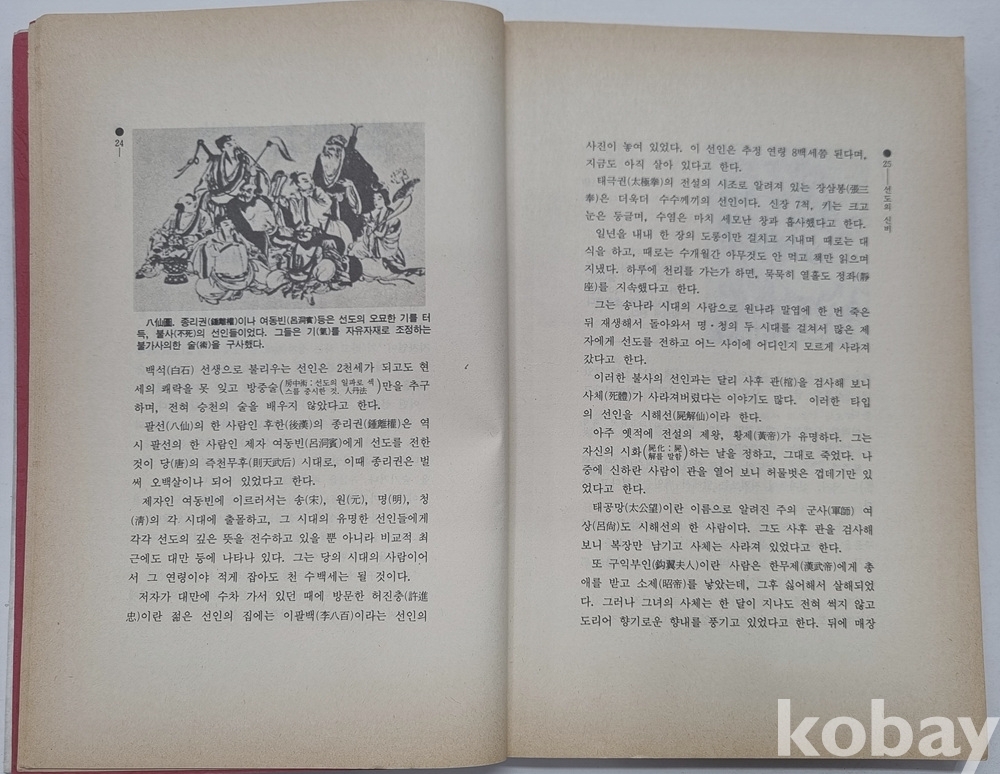 24
八仙圖. 종리권(鍾離權)이나 여동빈(呂洞賓)등은 선도의 오묘한 기를 터
득, 불사(不死)의 선인들이었다. 그들은 기(氣)를 자유자재로 조정하는
불가사의한 술(術)을 구사했다.
백석(白石) 선생으로 불리우는 선인은 2천세가 되고도 현
세의 쾌락을 못 잊고 방중술(房中術:선도의 일파로 섹스를 중시한 것. 人丹法)만을 추구
하며, 전혀 승천의 술을 배우지 않았다고 한다.
팔선(八仙)의 한 사람인 후한(後漢)의 종리권(鍾離權)은 역
시 팔선의 한 사람인 제자 여동빈(呂洞賓)에게 선도를 전한
것이 당(唐)의 즉천무후(則天武后) 시대로, 이때 종리권은 벌
써 오백살이나 되어 있었다고 한다.
제자인 여동빈에 이르러서는 송(宋), 원(元), 명(明), 청
(淸)의 각 시대에 출몰하고, 그 시대의 유명한 선인들에게
각각 선도의 깊은 뜻을 전수하고 있을 뿐 아니라 비교적 최
근에도 대만 등에 나타나 있다. 그는 당의 시대의 사람이어
서 그 연령이야 적게 잡아도 천 수백세는 될 것이다.
저자가 대만에 수차 가서 있던 때에 방문한 허진충(許進
忠)이란 젊은 선인의 집에는 이팔백(李八百)이라는 선인의
25 ── 선도의 신비
사진이 놓여 있었다. 이 선인은 추정 연령 8백세쯤 된다며,
지금도 아직 살아 있다고 한다.
태극권(太極拳)의 전설의 시조로 알려져 있는 장삼봉(張三
奉)은 더욱더 수수께끼의 선인이다. 신장 7척, 키는 크고
눈은 둥글며, 수염은 마치 세모난 창과 흡사했다고 한다.
일년을 내내 한 장의 도롱이만 걸치고 지내며 때로는 대
식을 하고, 때로는 수개월간 아무것도 안 먹고 책만 읽으며
지냈다. 하루에 천리를 가는가 하면, 묵묵히 열흘도 정좌(靜
座)를 지속했다고 한다.
그는 송나라 시대의 사람으로 원나라 말엽에 한 번 죽은
뒤 재생해서 돌아와서 명·청의 두 시대를 걸쳐서 많은 제
자에게 선도를 전하고 어느 사이에 어디인지 모르게 사라져
갔다고 한다.
이러한 불사의 선인과는 달리 사후 관(棺)을 검사해 보니
사체(死體)가 사라져버렸다는 이야기도 많다. 이러한 타입
의 선인을 시해선(屍解仙)이라 한다.
아주 옛적에 전설의 제왕, 황제(黃帝)가 유명하다. 그는
자신의 시화(屍化:屍解를 말함)하는 날을 정하고, 그대로 죽었다. 나
중에 신하란 사람이 관을 열어 보니 허물벗은 껍데기만 있
었다고 한다.
태공망(太公望)이란 이름으로 알려진 주의 군사(軍師) 여
상(呂尙)도 시해선의 한 사람이다. 그도 사후 관을 검사해
보니 복장만 남기고 사체는 사라져 있었다고 한다.
또 구익부인(鉤翼夫人)이란 사람은 한무제(漢武帝)에게 총
애를 받고 소제(昭帝)를 낳았는데, 그후 싫어해서 살해되었
다. 그러나 그녀의 사체는 한 달이 지나도 전혀 썩지 않고
도리어 향기로운 향내를 풍기고 있었다고 한다. 뒤에 매장
kobay